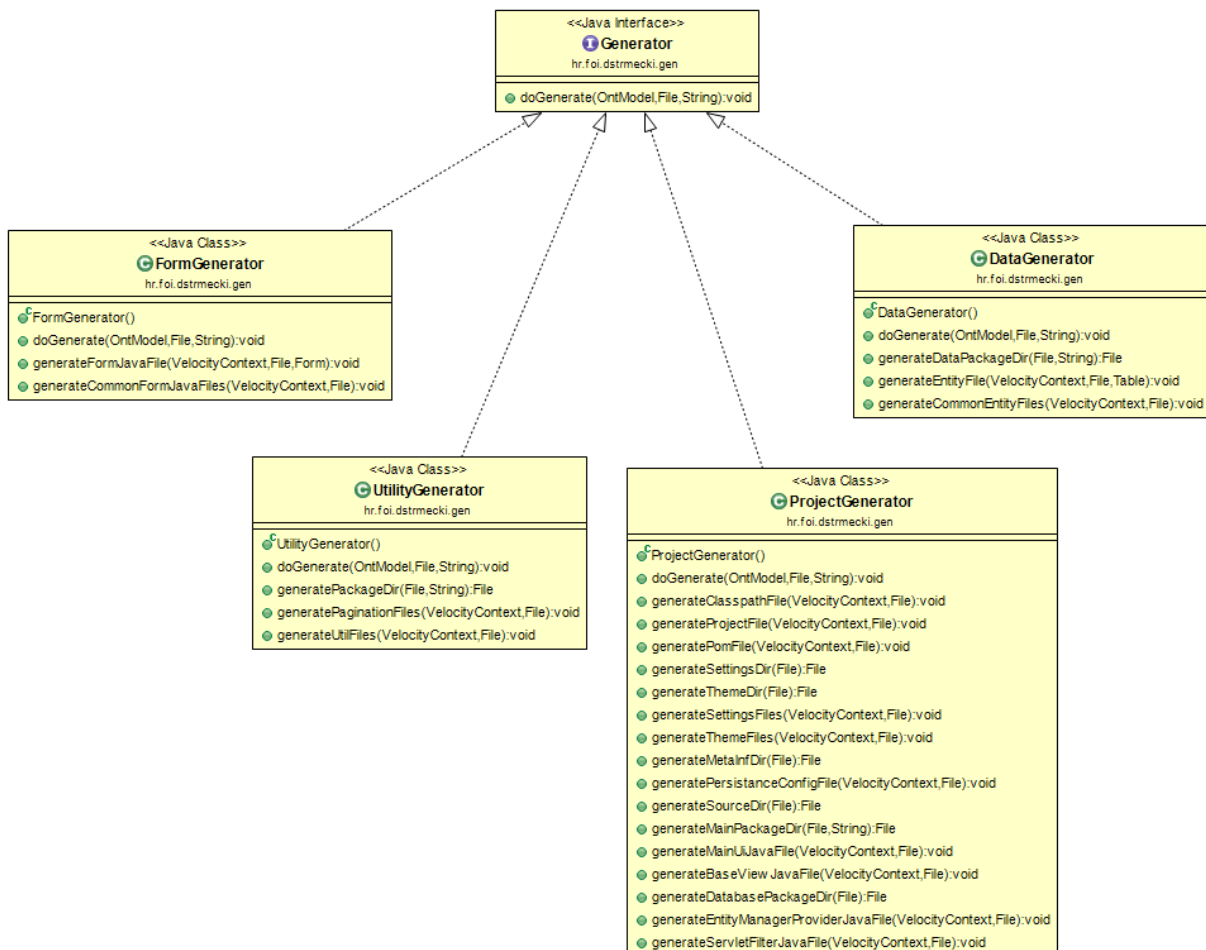 <<Java Interface>>
Generator
hr.foi.dstrmecki.gen
doGenerate(OntModel,File,String):void
<<Java Class>>
FormGenerator
hr.foi.dstrmecki.gen
FormGenerator()
doGenerate(OntModel,File,String):void
generateFormJavaFile(VelocityContext,File,Form):void
generateCommonFormJavaFiles(VelocityContext,File):void
<<Java Class>>
DataGenerator
hr.foi.dstrmecki.gen
DataGenerator()
doGenerate(OntModel,File,String):void
generateDataPackageDir(File,String):File
generateEntityFile(VelocityContext,File,Table):void
generateCommonEntityFiles(VelocityContext,File):void
<<Java Class>>
UtilityGenerator
hr.foi.dstrmecki.gen
UtilityGenerator()
doGenerate(OntModel,File,String):void
generatePackageDir(File,String):File
generatePaginationFiles(VelocityContext,File):void
generateUtilFiles(VelocityContext,File):void
<<Java Class>>
ProjectGenerator
hr.foi.dstrmecki.gen
ProjectGenerator()
doGenerate(OntModel,File,String):void
generateClasspathFile(VelocityContext,File):void
generateProjectFile(VelocityContext,File):void
generatePomFile(VelocityContext,File):void
generateSettingsDir(File):File
generateThemeDir(File):File
generateSettingsFiles(VelocityContext,File):void
generateThemeFiles(VelocityContext,File):void
generateMetaInfDir(File):File
generatePersistanceConfigFile(VelocityContext,File):void
generateSourceDir(File):File
generateMainPackageDir(File,String):File
generateMainUiJavaFile(VelocityContext,File):void
generateBaseViewJavaFile(VelocityContext,File):void
generateDatabasePackageDir(File):File
generateEntityManagerProviderJavaFile(VelocityContext,File):void
generateServletFilterJavaFile(VelocityContext,File):void